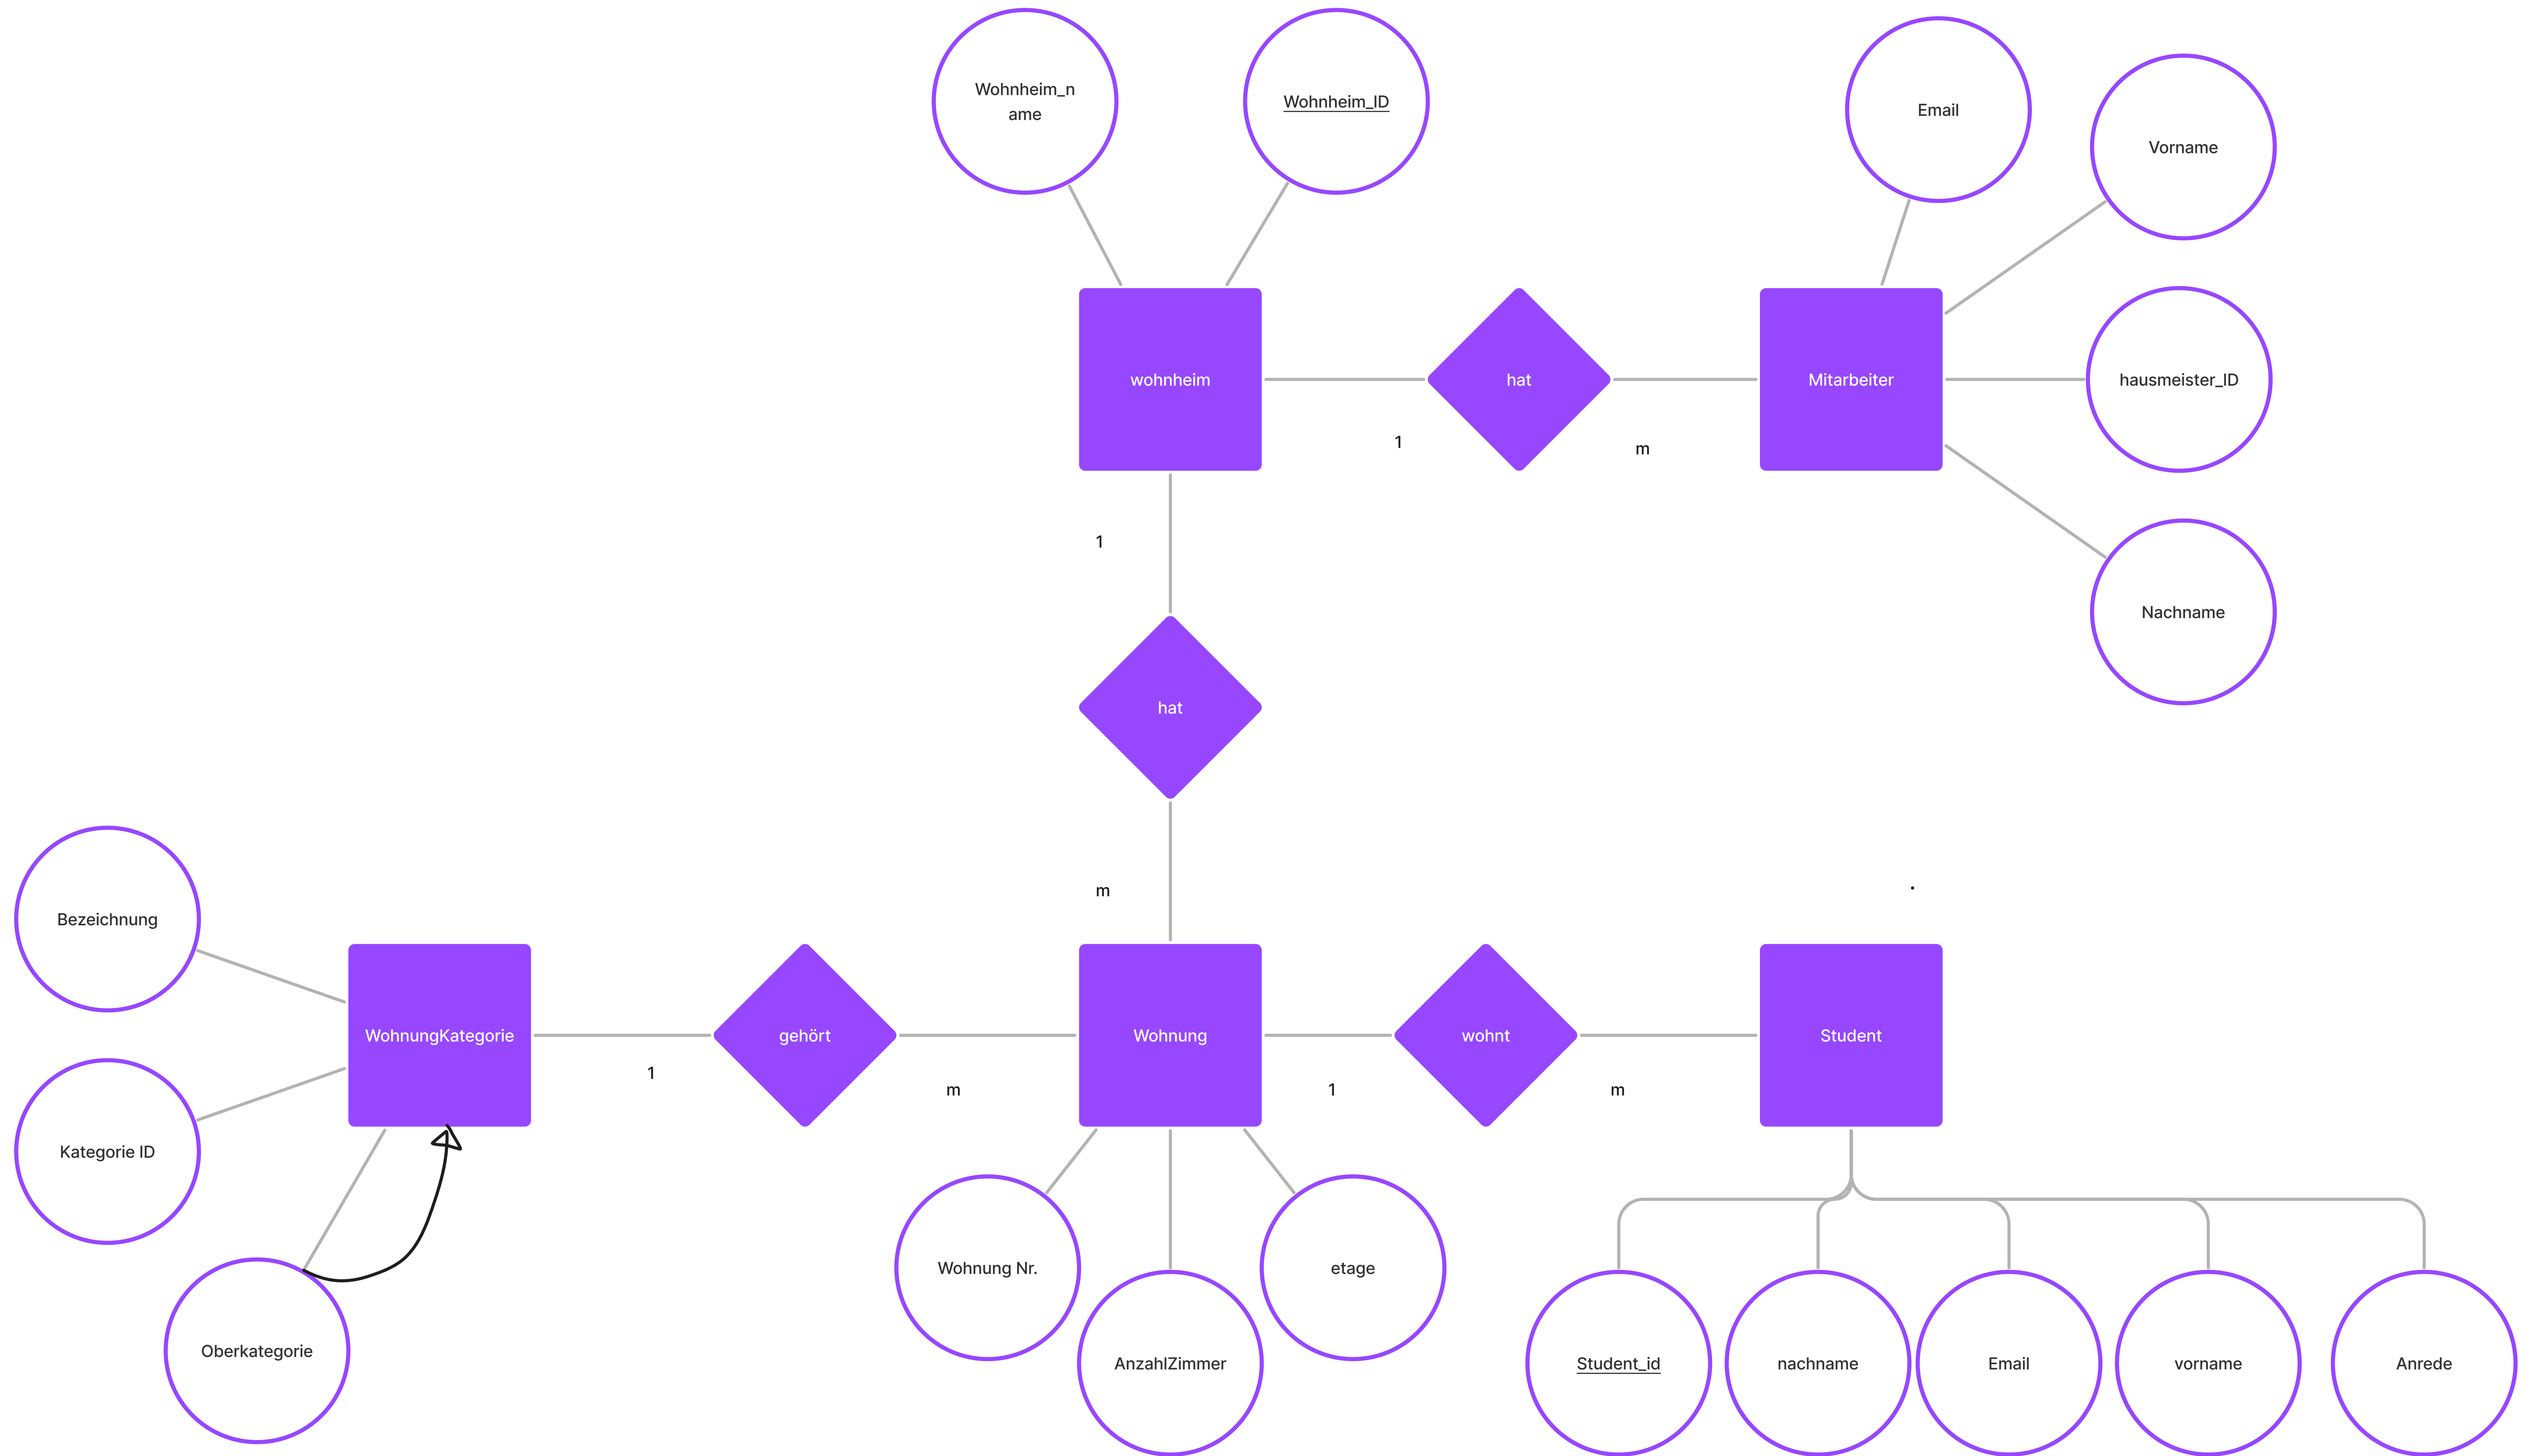 Wohnheim_n
ame
Wohnheim_ID
Email
Vorname
wohnheim
hat
Mitarbeiter
hausmeister_ID
1
m
1
Nachname
hat
m
Bezeichnung
WohnungKategorie
gehört
Wohnung
wohnt
Student
1
m
1
m
Kategorie ID
Wohnung Nr.
etage
Oberkategorie
AnzahlZimmer
Student_id
nachname
Email
vorname
Anrede